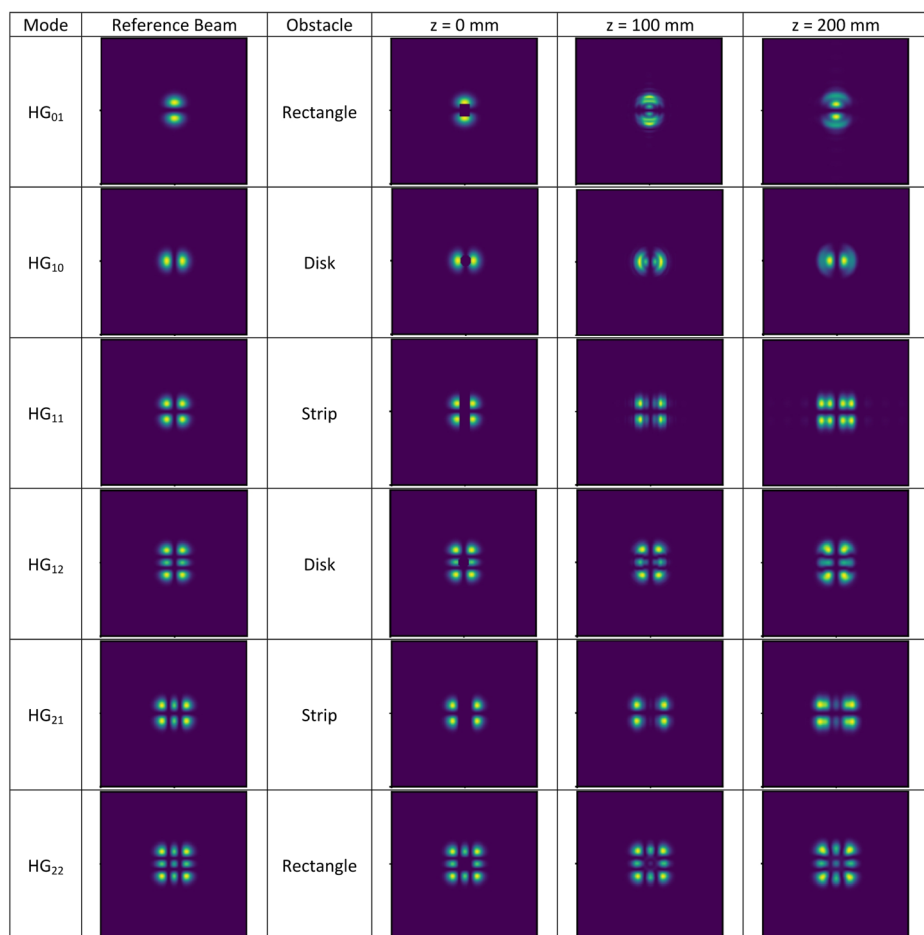 Mode Reference Beam Obstacle z = 0 mm z = 100 mm z = 200 mm
HG₀₁ Rectangle
HG₁₀ Disk
HG₁₁ Strip
HG₁₂ Disk
HG₂₁ Strip
HG₂₂ Rectangle